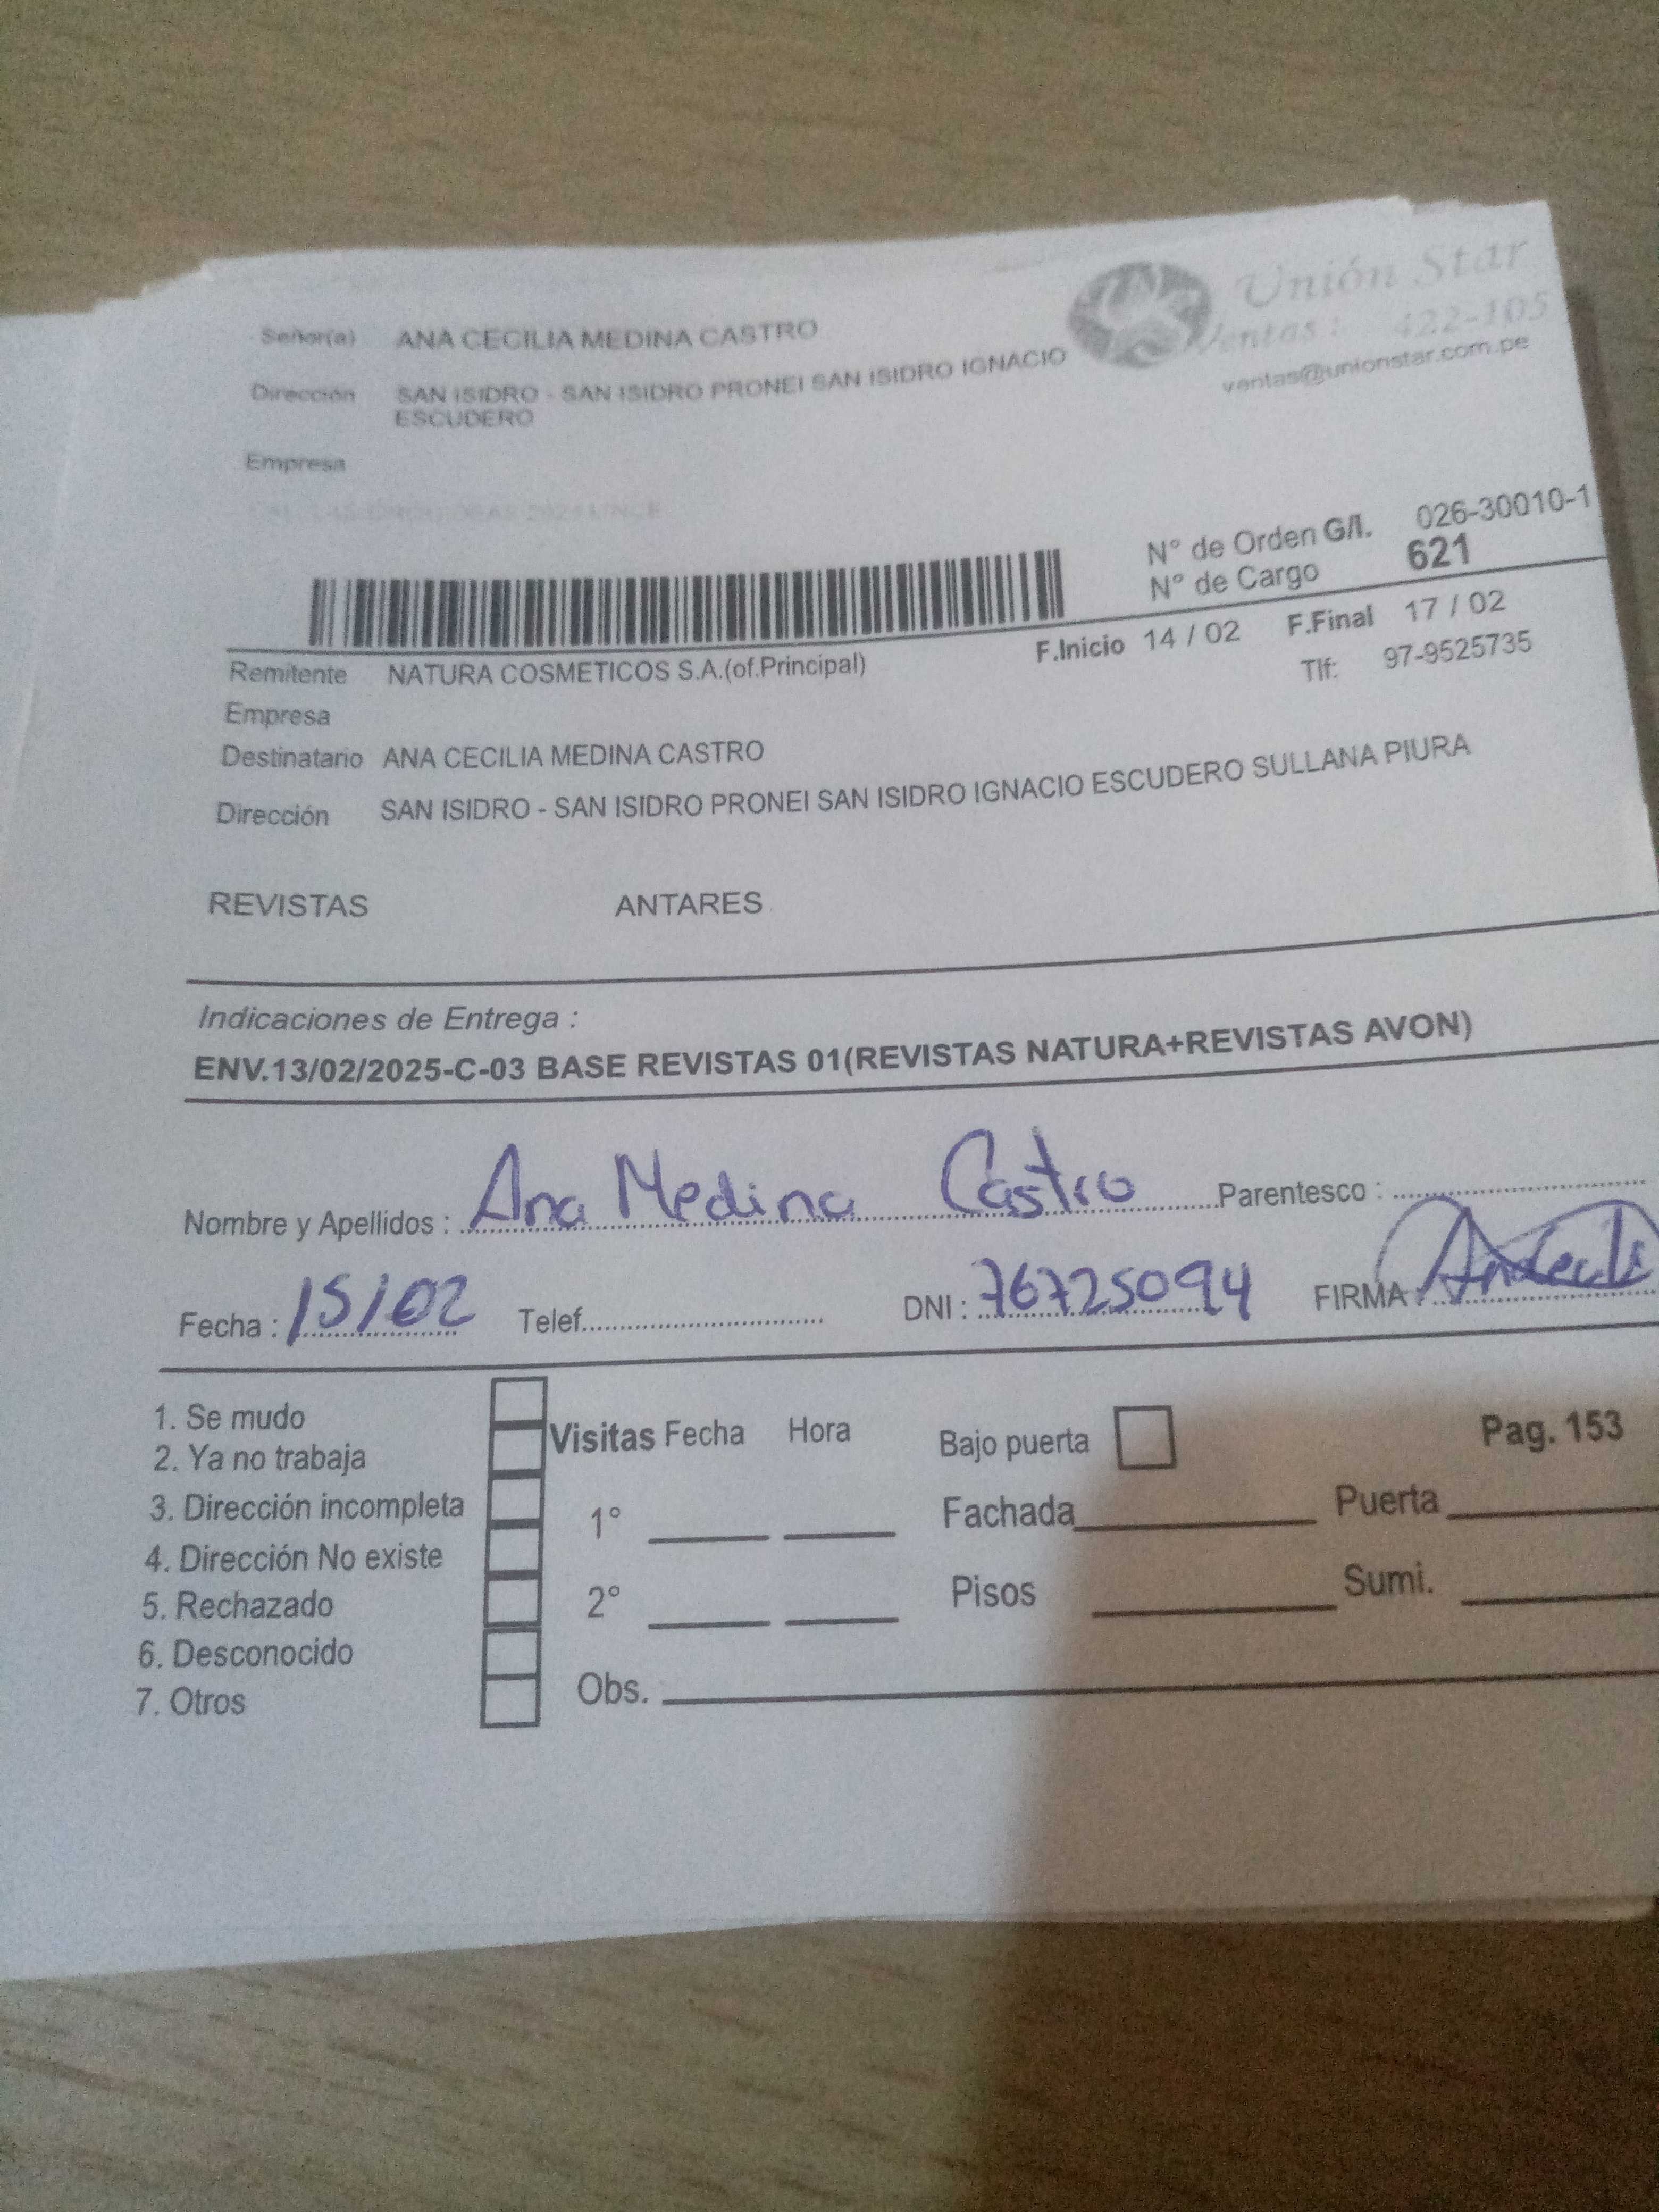 Unión Star
Señor(a) ANA CECILIA MEDINA CASTRO
Ventas : 422-105
Dirección SAN ISIDRO - SAN ISIDRO PRONEI SAN ISIDRO IGNACIO
ESCUDERO
ventas@unionstar.com.pe
Empresa
N° de Orden G/I. 026-30010-1
N° de Cargo 621
F.Inicio 14 / 02 F.Final 17 / 02
Remitente NATURA COSMETICOS S.A.(of.Principal) Tlf: 97-9525735
Empresa
Destinatario ANA CECILIA MEDINA CASTRO
Dirección SAN ISIDRO - SAN ISIDRO PRONEI SAN ISIDRO IGNACIO ESCUDERO SULLANA PIURA
REVISTAS ANTARES
Indicaciones de Entrega :
ENV.13/02/2025-C-03 BASE REVISTAS 01(REVISTAS NATURA+REVISTAS AVON)
Nombre y Apellidos : Ana Medina Castro Parentesco :
Fecha : 15/02 Telef. DNI : 76725094 FIRMA :
1. Se mudo
2. Ya no trabaja
3. Dirección incompleta
4. Dirección No existe
5. Rechazado
6. Desconocido
7. Otros
Visitas Fecha Hora
1°
2°
Obs.
Bajo puerta Pag. 153
Fachada Puerta
Pisos Sumi.